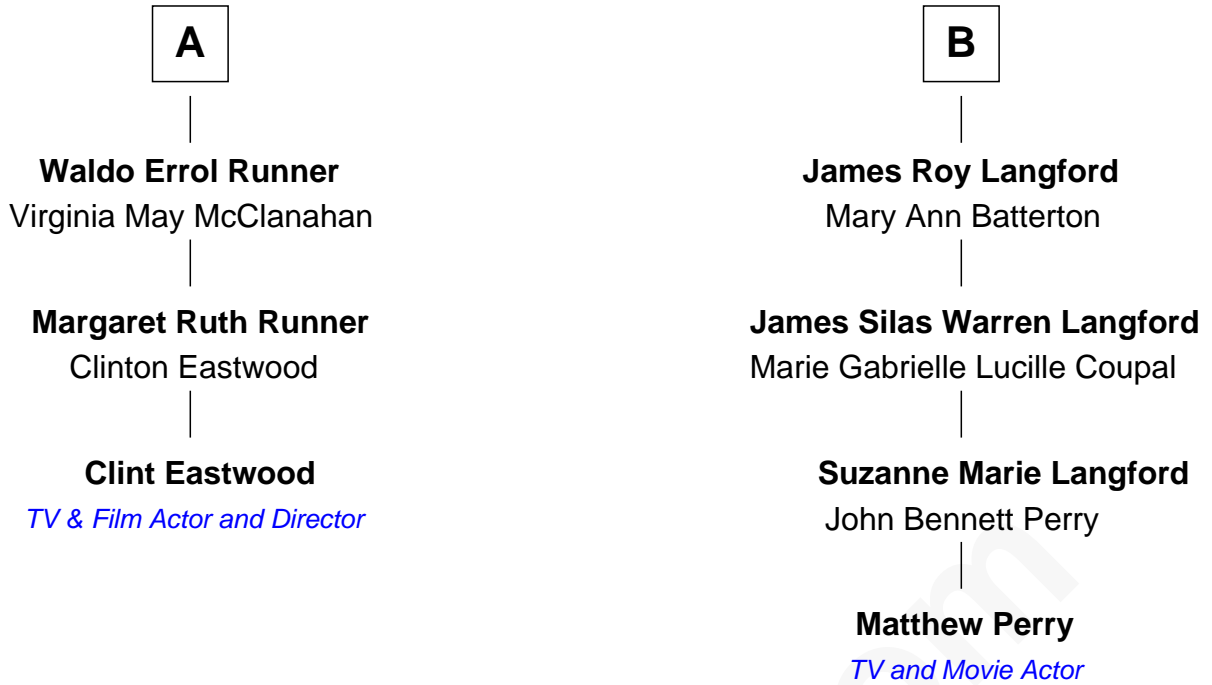 A
Waldo Errol Runner
Virginia May McClanahan
Margaret Ruth Runner
Clinton Eastwood
Clint Eastwood
TV & Film Actor and Director
B
James Roy Langford
Mary Ann Batterton
James Silas Warren Langford
Marie Gabrielle Lucille Coupal
Suzanne Marie Langford
John Bennett Perry
Matthew Perry
TV and Movie Actor